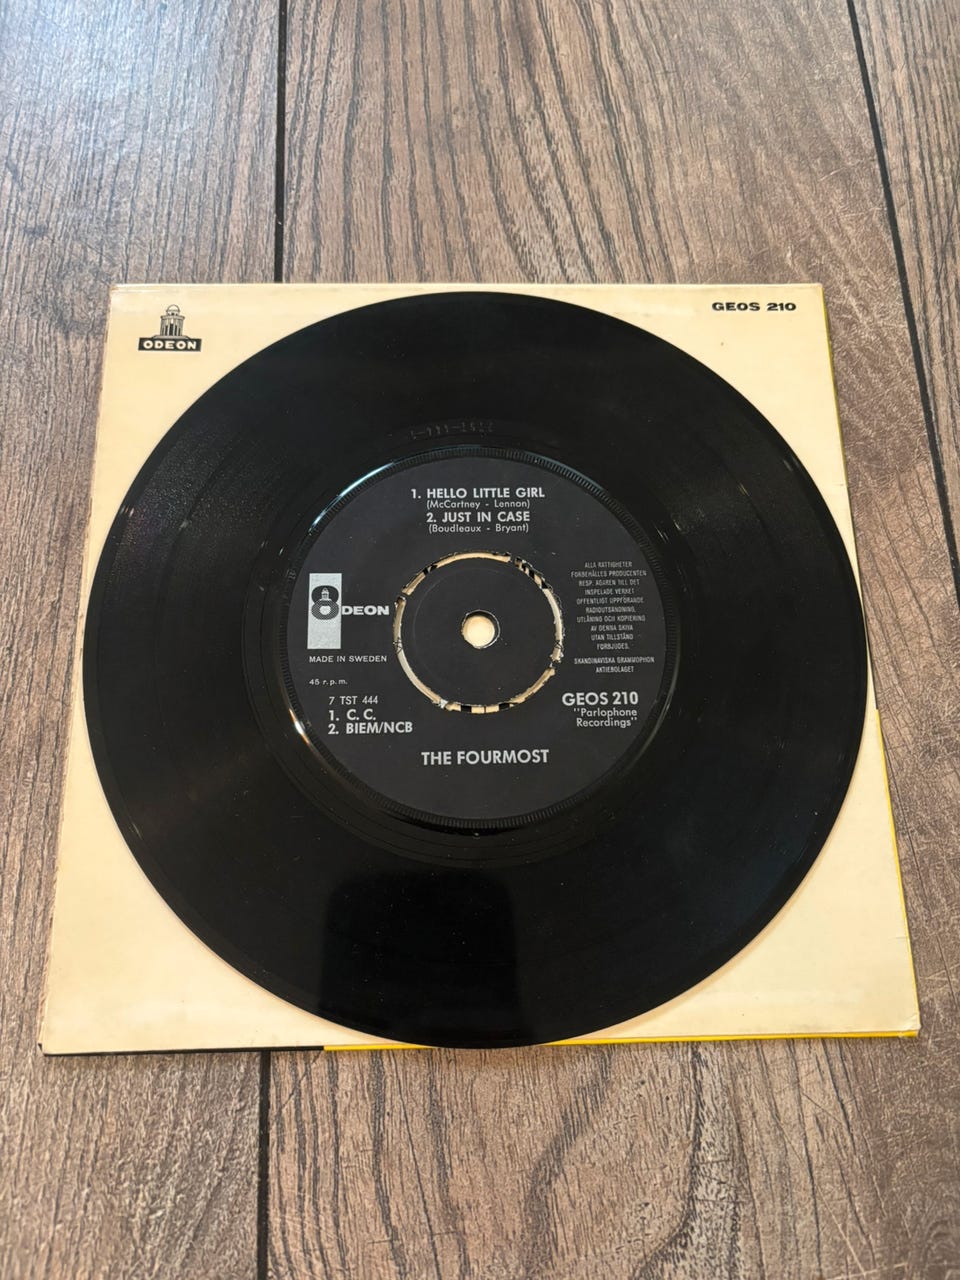 ODEON
GEOS 210
1. HELLO LITTLE GIRL
(McCartney - Lennon)
2. JUST IN CASE
(Boudleaux - Bryant)
ODEON
MADE IN SWEDEN
45 r.p.m.
7 TST 444
1. C. C.
2. BIEM/NCB
ALLA RÄTTIGHETER
FÖRBEHÅLLES PRODUCENTEN
RESP. ÄGAREN TILL DET
INSPELADE VERKET
OFFENTLIGT UPPFÖRANDE
RADIOUTSÄNDNING,
UTLÅNING OCH KOPIERING
AV DENNA SKIVA
UTAN TILLSTÅND
FÖRBJUDES.
SKANDINAVISKA GRAMMOPHON
AKTIEBOLAGET
GEOS 210
"Parlophone
Recordings"
THE FOURMOST